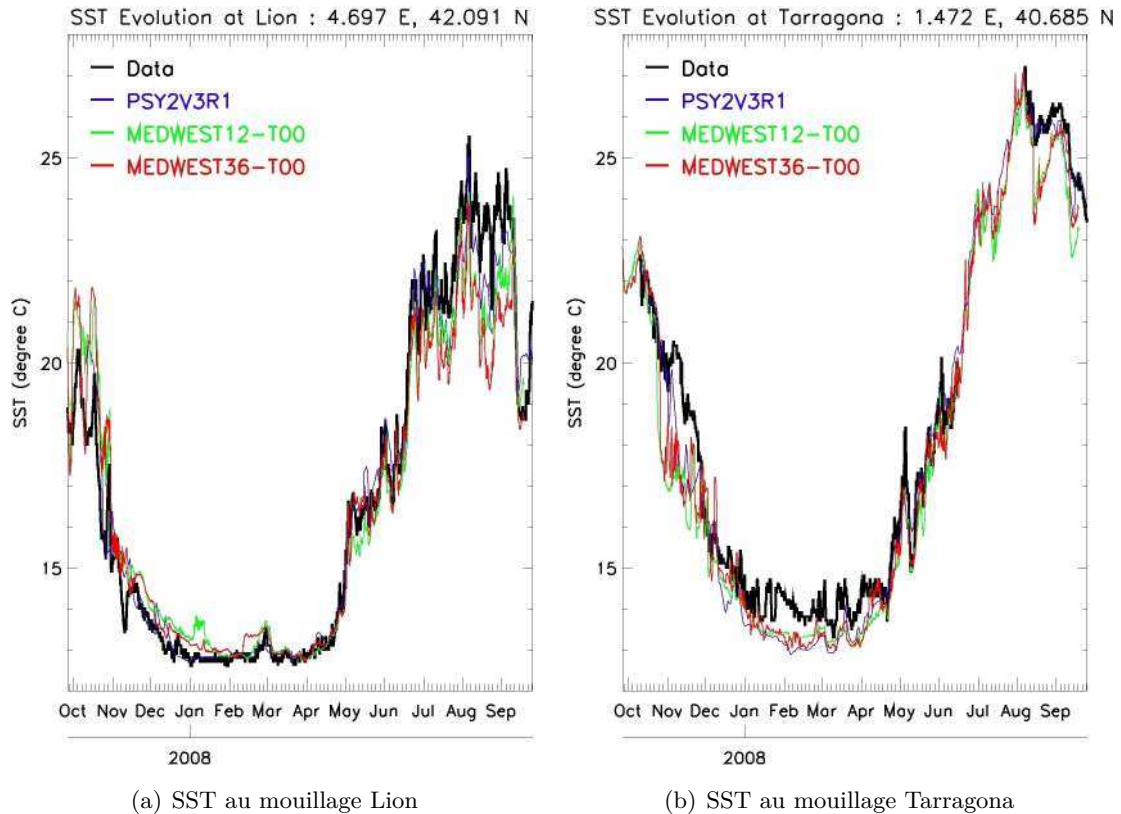 SST Evolution at Lion : 4.697 E, 42.091 N
Data
PSY2V3R1
MEDWEST12-T00
MEDWEST36-T00
25
20
15
SST (degree C)
Oct Nov Dec Jan Feb Mar Apr May Jun Jul Aug Sep
2008
(a) SST au mouillage Lion
SST Evolution at Tarragona : 1.472 E, 40.685 N
Data
PSY2V3R1
MEDWEST12-T00
MEDWEST36-T00
25
20
15
SST (degree C)
Oct Nov Dec Jan Feb Mar Apr May Jun Jul Aug Sep
2008
(b) SST au mouillage Tarragona